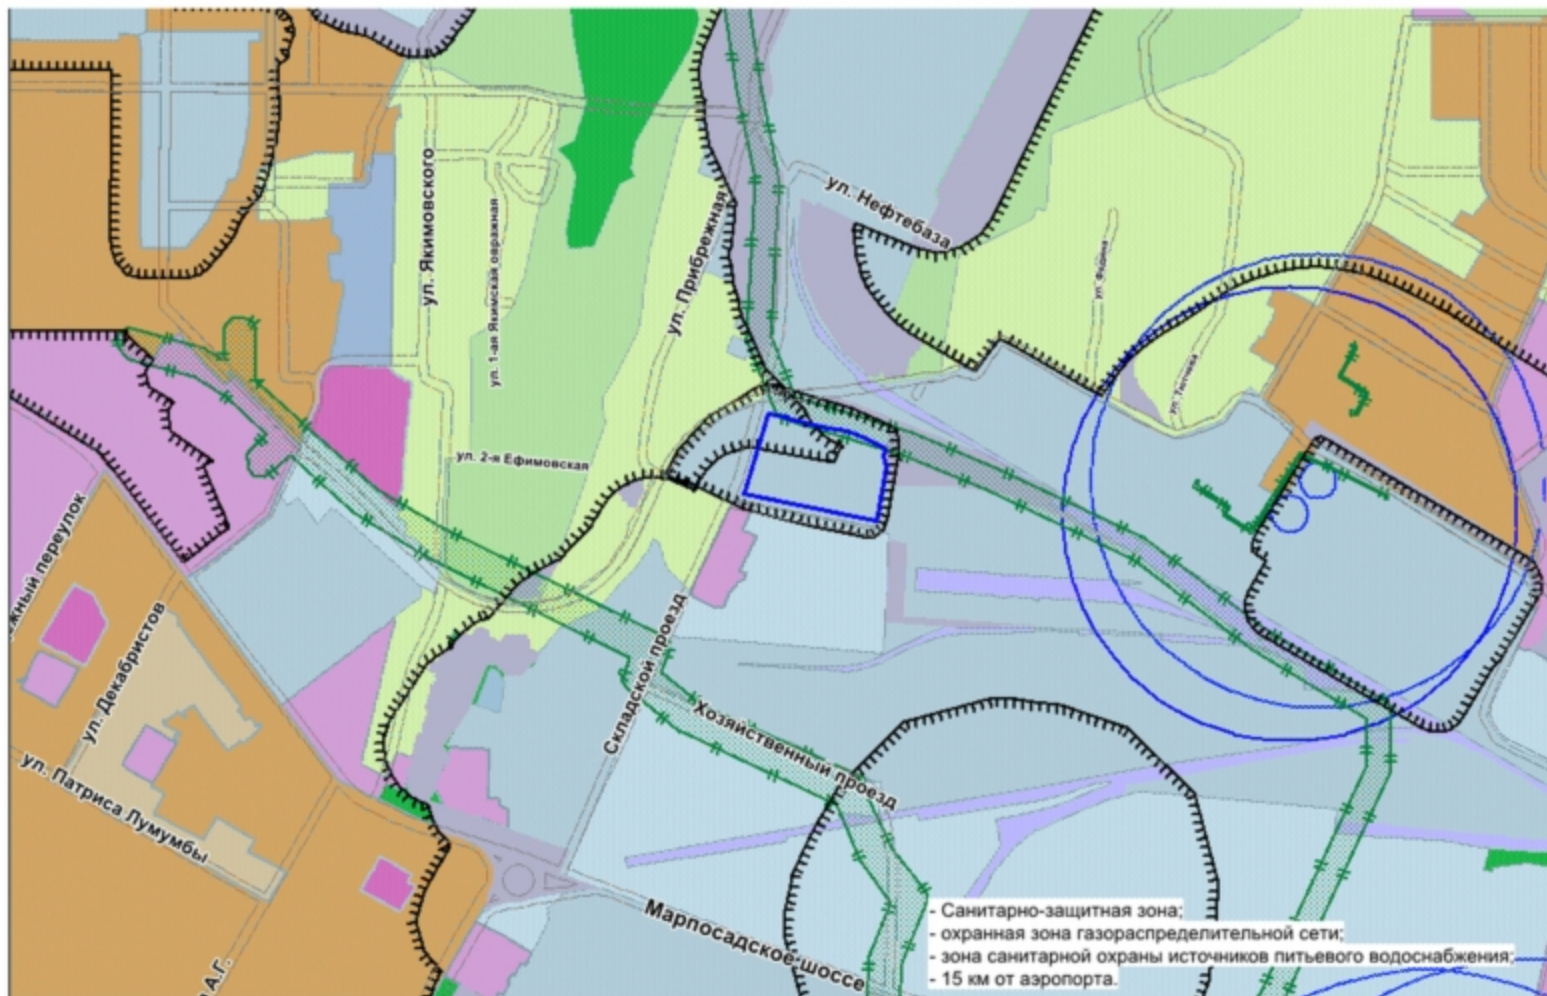 ул. Нефтебаза
ул. Якимовского
ул. 1-ая Якимская овражная
ул. Прибрежная
ул. Фадина
ул. Тютчева
ул. 2-я Ефимовская
переулок
ул. Декабристов
Складской проезд
Хозяйственный проезд
ул. Патриса Лумумбы
Марпосадское шоссе
А.Г.
- Санитарно-защитная зона;
- охранная зона газораспределительной сети;
- зона санитарной охраны источников питьевого водоснабжения;
- 15 км от аэропорта.